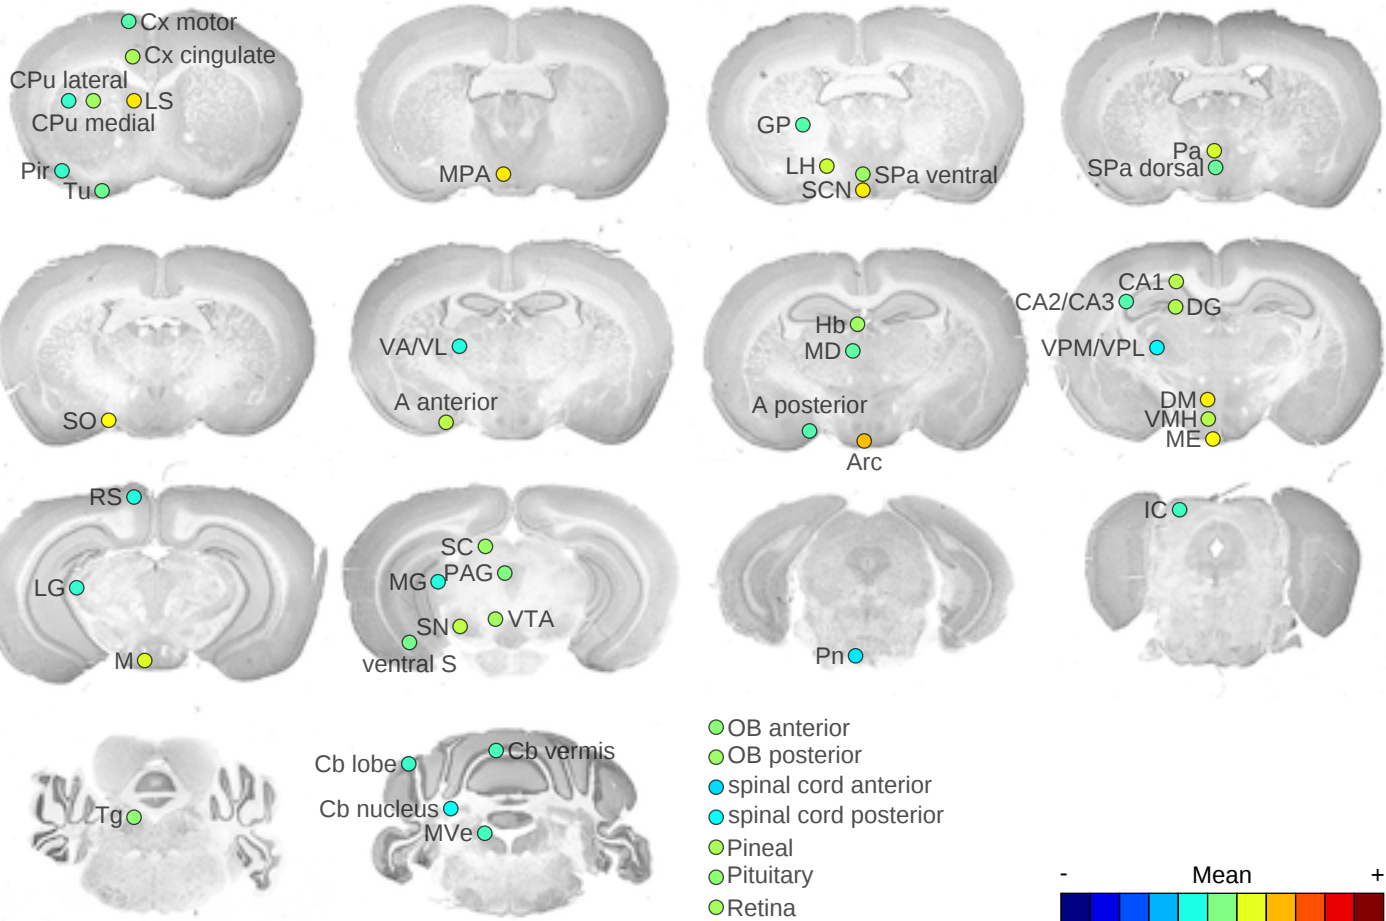 Cx motor
Cx cingulate
CPu lateral
LS
CPu medial
Pir
Tu
MPA
GP
LH
SPa ventral
SCN
Pa
SPa dorsal
SO
VA/VL
A anterior
Hb
MD
A posterior
Arc
CA1
CA2/CA3
DG
VPM/VPL
DM
VMH
ME
RS
LG
M
SC
MG
PAG
SN
VTA
ventral S
Pn
IC
Tg
Cb lobe
Cb vermis
Cb nucleus
MVe
OB anterior
OB posterior
spinal cord anterior
spinal cord posterior
Pineal
Pituitary
Retina
- Mean +